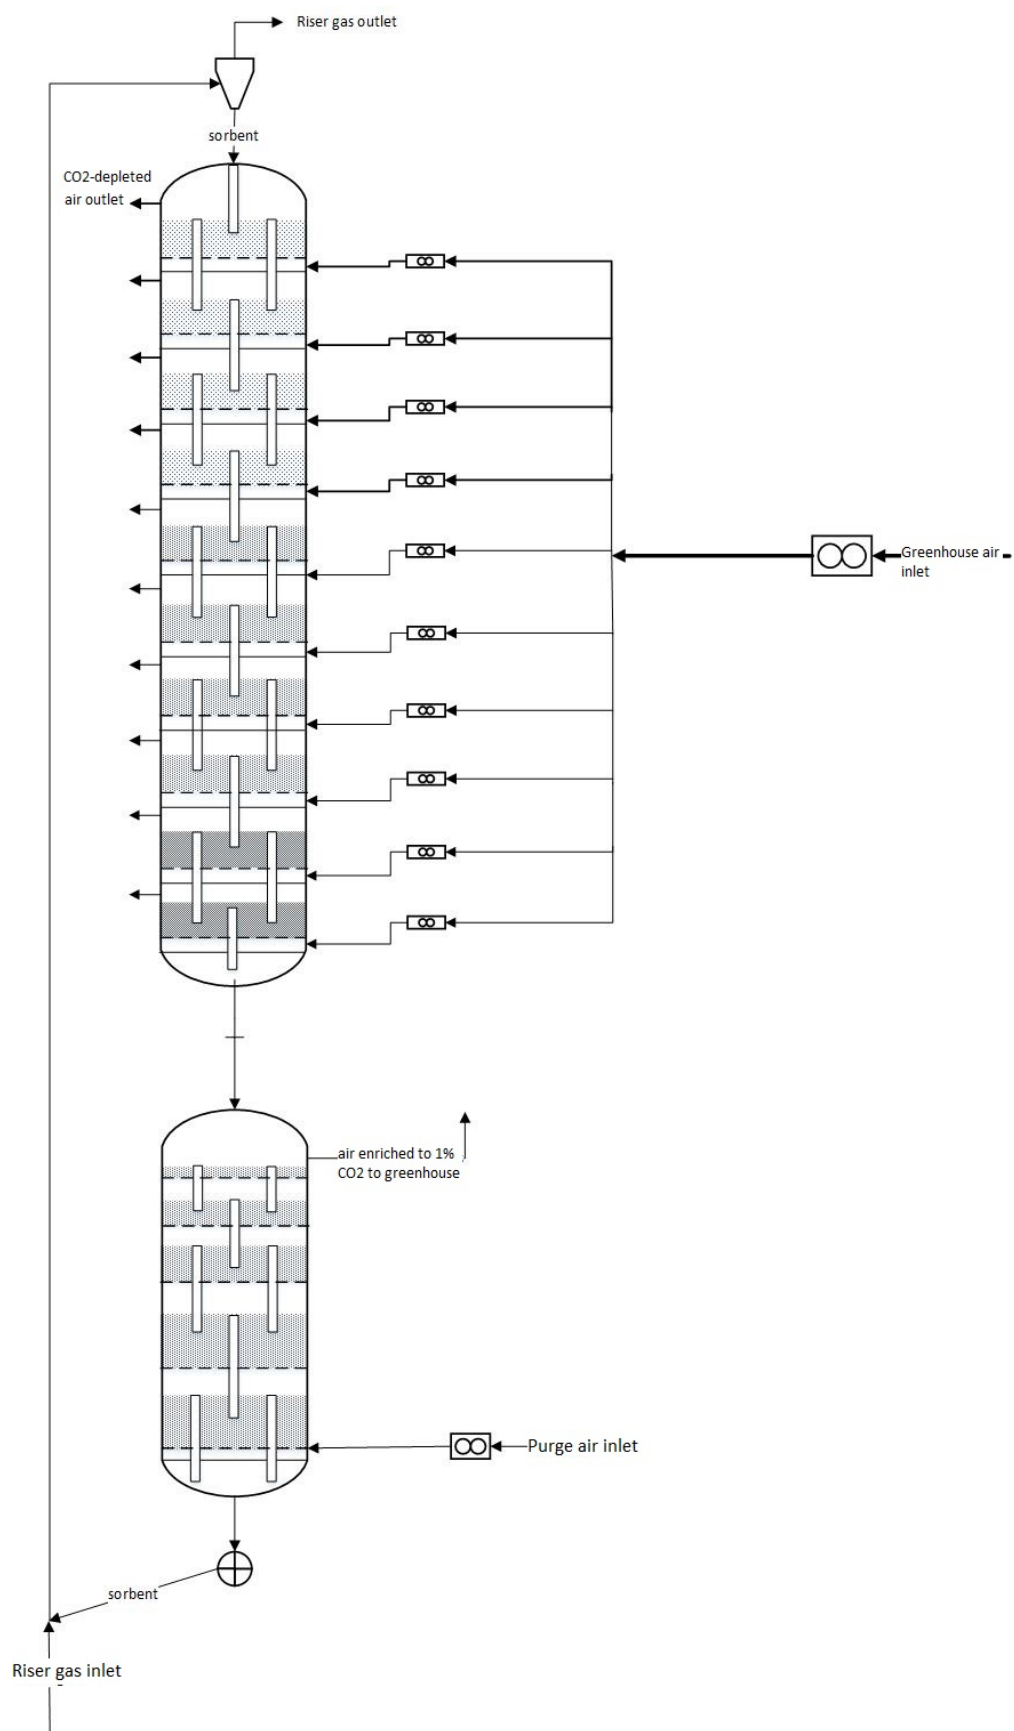 Riser gas outlet
sorbent
CO2-depleted
air outlet
Greenhouse air
inlet
air enriched to 1%
CO2 to greenhouse
Purge air inlet
sorbent
Riser gas inlet